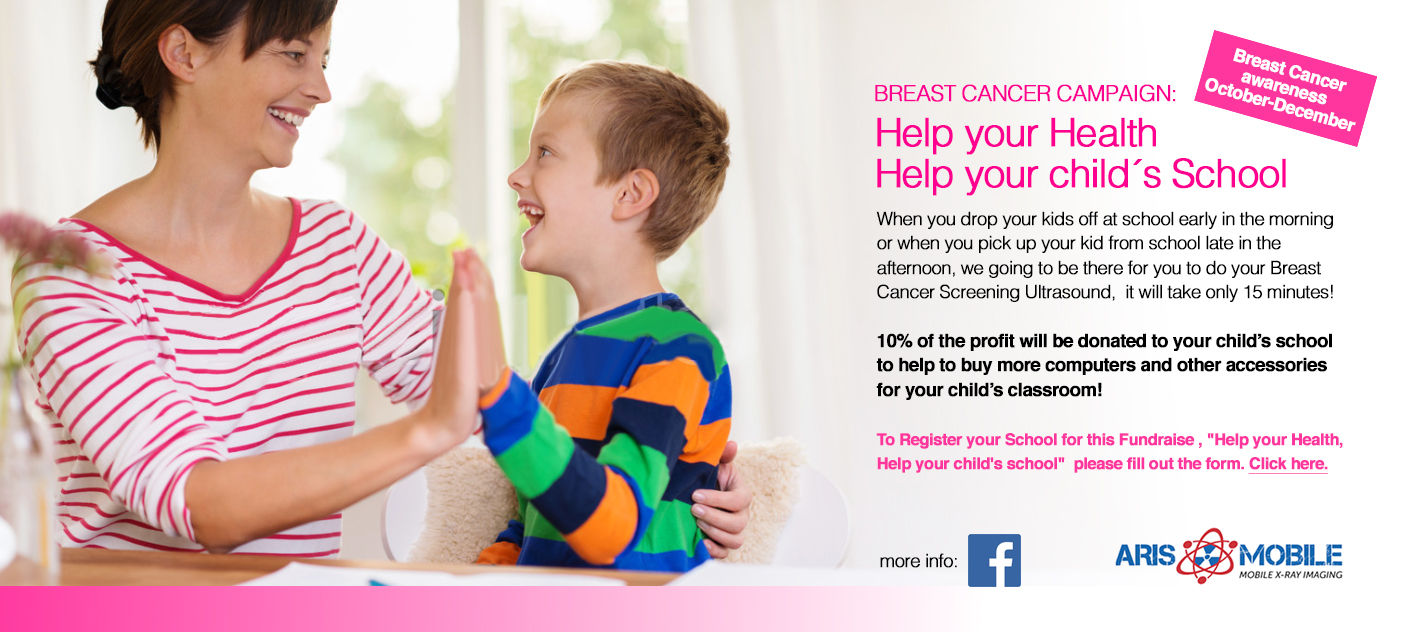 Breast Cancer
awareness
October-December
BREAST CANCER CAMPAIGN:
Help your Health
Help your child´s School
When you drop your kids off at school early in the morning
or when you pick up your kid from school late in the
afternoon, we going to be there for you to do your Breast
Cancer Screening Ultrasound,  it will take only 15 minutes!
10% of the profit will be donated to your child’s school
to help to buy more computers and other accessories
for your child’s classroom!
To Register your School for this Fundraise , "Help your Health,
Help your child's school"  please fill out the form. Click here.
more info: f
ARIS MOBILE
MOBILE X-RAY IMAGING